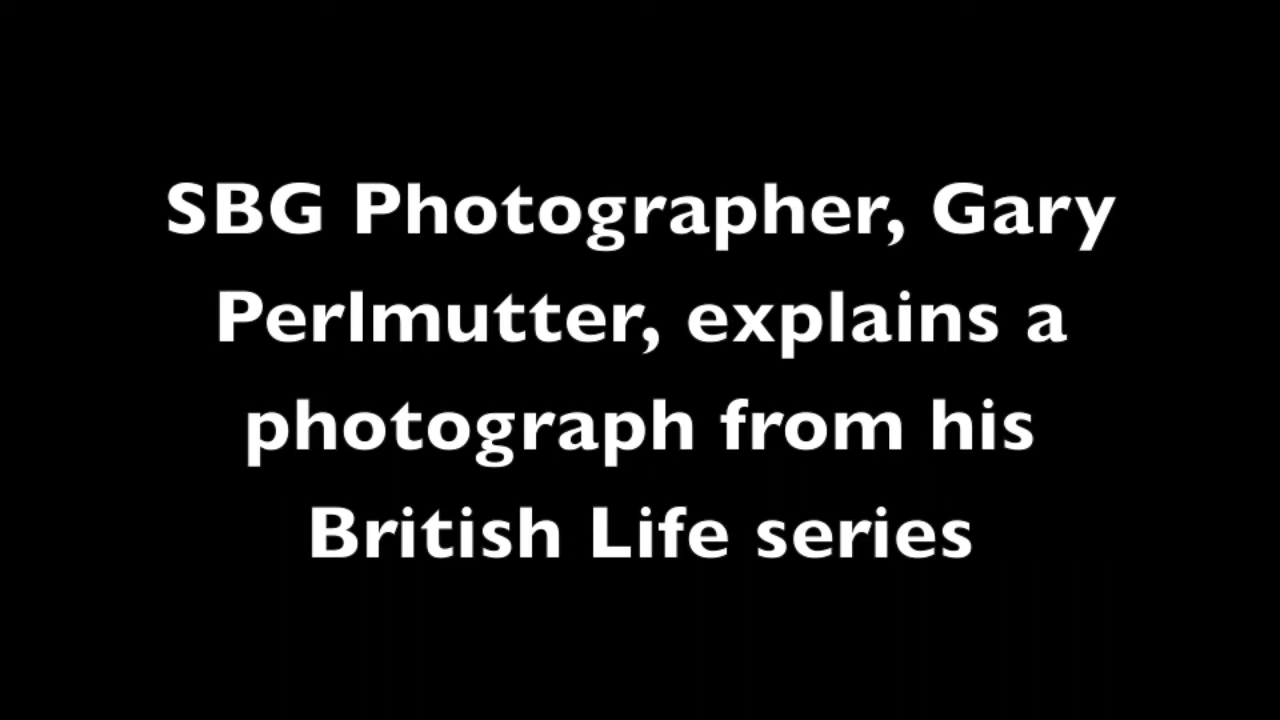 SBG Photographer, Gary
Perlmutter, explains a
photograph from his
British Life series